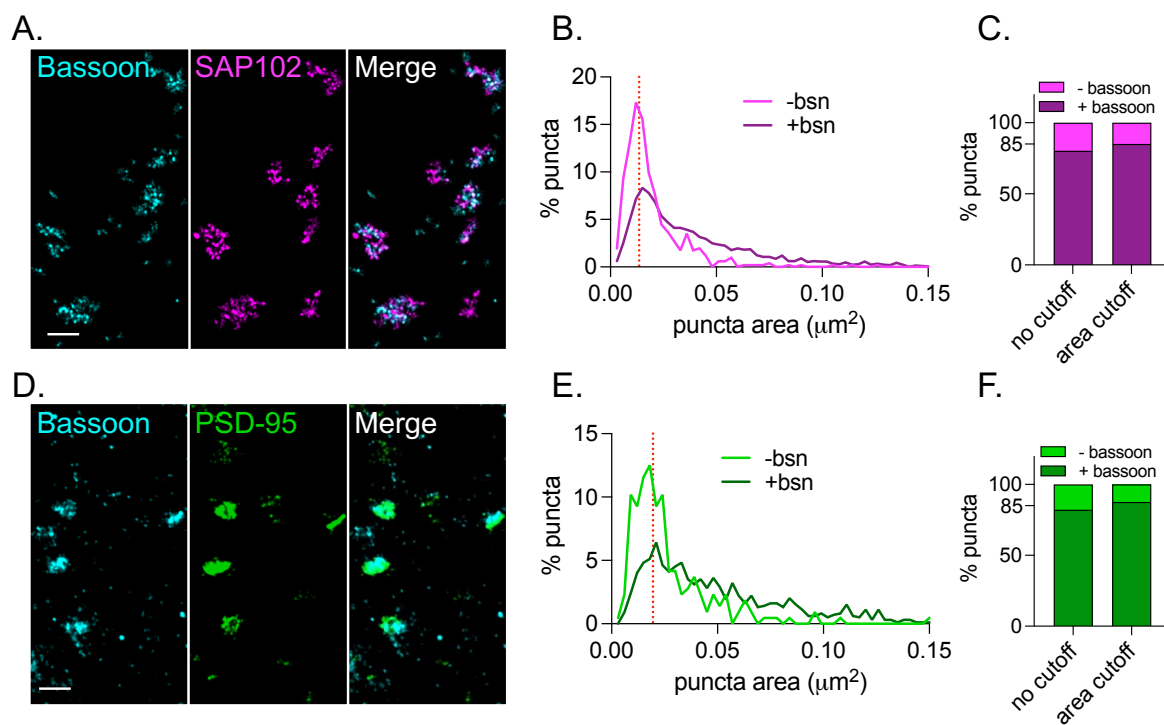 A.
Bassoon
SAP102
Merge
B.
% puncta
20
15
10
5
0
-bsn
+bsn
0.00
0.05
0.10
0.15
puncta area (μm²)
C.
- bassoon
+ bassoon
% puncta
100
85
50
0
no cutoff
area cutoff
D.
Bassoon
PSD-95
Merge
E.
% puncta
15
10
5
0
-bsn
+bsn
0.00
0.05
0.10
0.15
puncta area (μm²)
F.
- bassoon
+ bassoon
% puncta
100
85
50
0
no cutoff
area cutoff